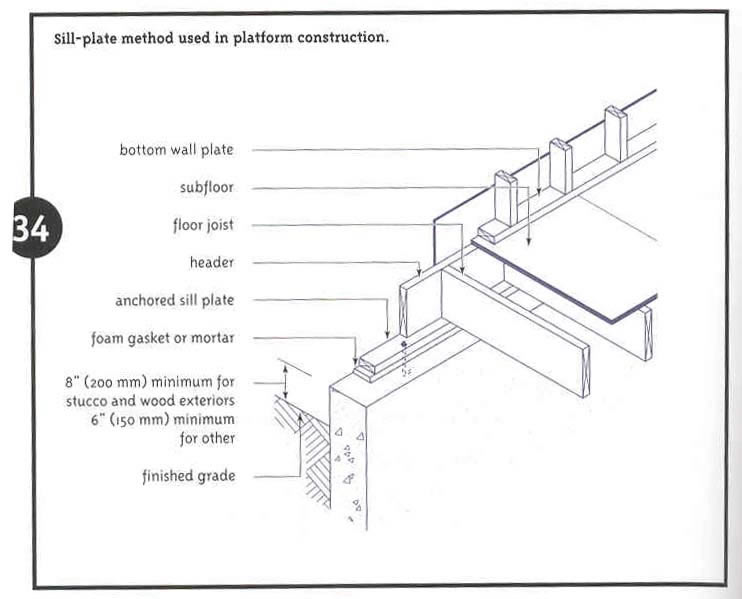 Sill-plate method used in platform construction.
bottom wall plate
subfloor
34
floor joist
header
anchored sill plate
foam gasket or mortar
8" (200 mm) minimum for
stucco and wood exteriors
6" (150 mm) minimum
for other
finished grade